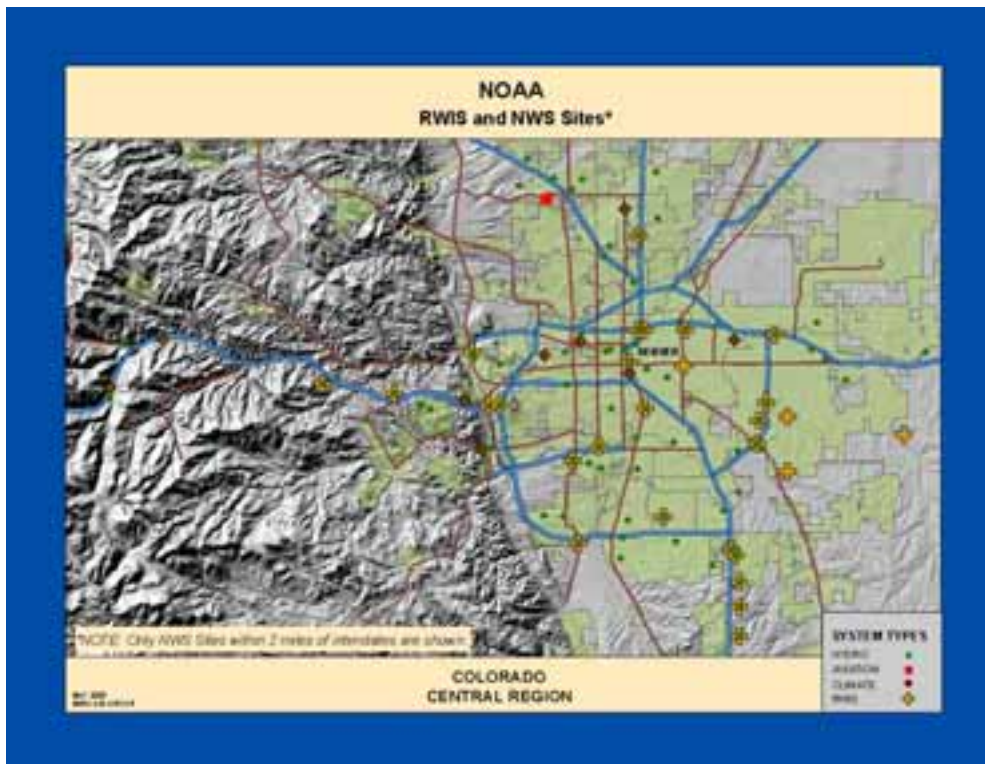 NOAA
RWIS and NWS Sites*
*NOTE: Only NWS Sites within 2 miles of interstates are shown
COLORADO
CENTRAL REGION
SYSTEM TYPES
HYDRO
AVIATION
CLIMATE
RWIS